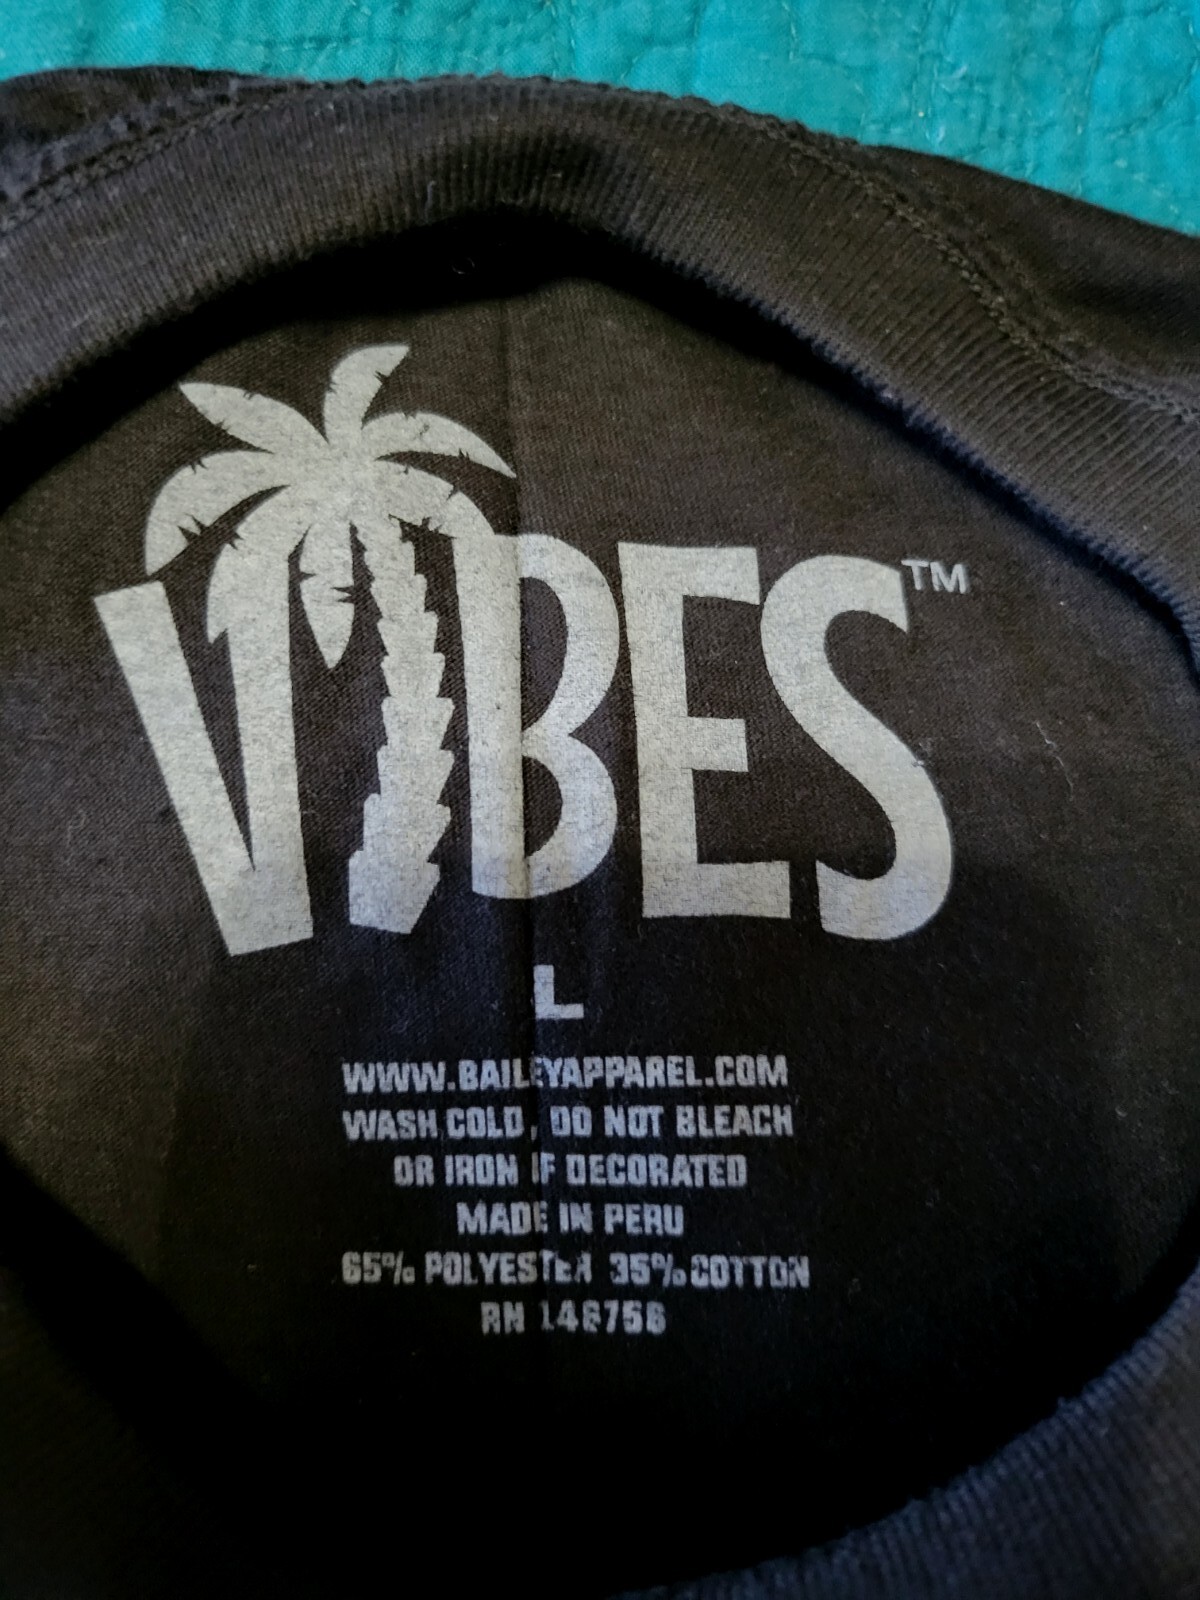 VIBES™
L
WWW.BAILEYAPPAREL.COM
WASH COLD, DO NOT BLEACH
OR IRON IF DECORATED
MADE IN PERU
65% POLYESTER 35% COTTON
RN